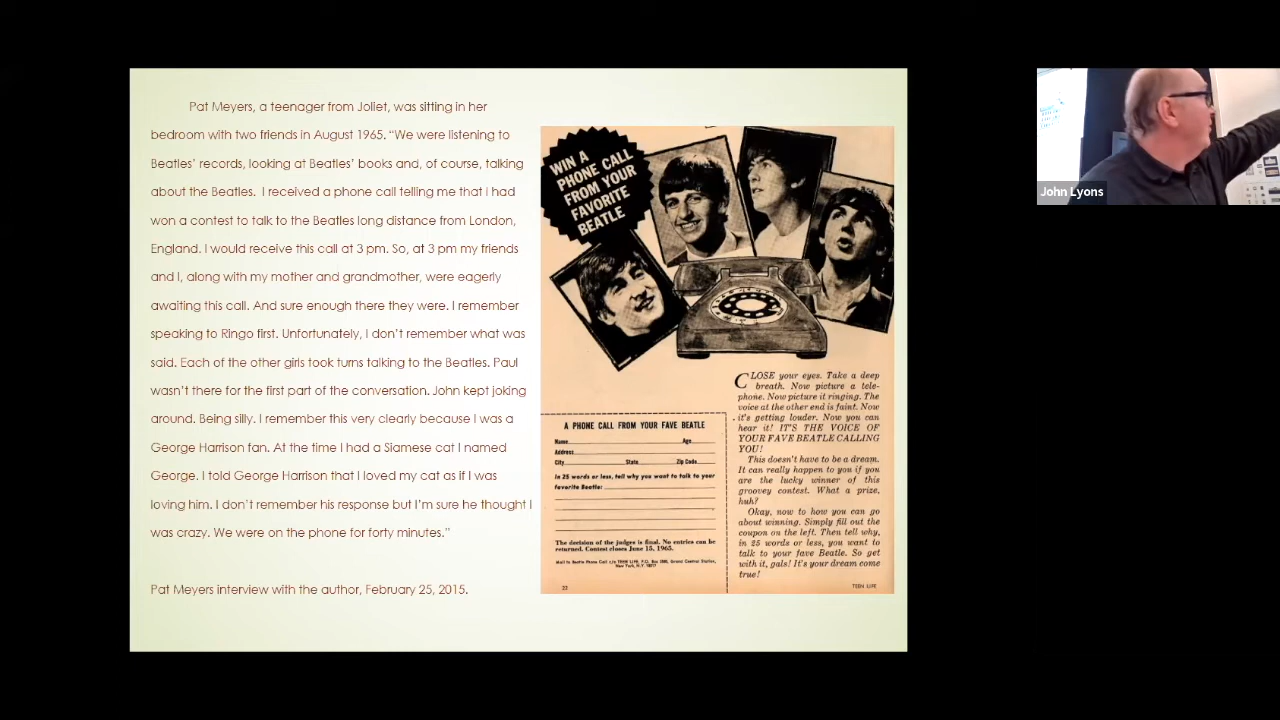 Pat Meyers, a teenager from Joliet, was sitting in her
bedroom with two friends in August 1965. “We were listening to
Beatles’ records, looking at Beatles’ books and, of course, talking
about the Beatles.  I received a phone call telling me that I had
won a contest to talk to the Beatles long distance from London,
England. I would receive this call at 3 pm. So, at 3 pm my friends
and I, along with my mother and grandmother, were eagerly
awaiting this call. And sure enough there they were. I remember
speaking to Ringo first. Unfortunately, I don’t remember what was
said. Each of the other girls took turns talking to the Beatles. Paul
wasn’t there for the first part of the conversation. John kept joking
around. Being silly. I remember this very clearly because I was a
George Harrison fan. At the time I had a Siamese cat I named
George. I told George Harrison that I loved my cat as if I was
loving him. I don’t remember his response but I’m sure he thought I
was crazy. We were on the phone for forty minutes.”
Pat Meyers interview with the author, February 25, 2015.
WIN A
PHONE CALL
FROM YOUR
FAVORITE
BEATLE
CLOSE your eyes. Take a deep
breath. Now picture a tele-
phone. Now picture it ringing. The
voice at the other end is faint. Now
it's getting louder. Now you can
hear it! IT'S THE VOICE OF
YOUR FAVE BEATLE CALLING
YOU!
This doesn't have to be a dream.
It can really happen to you if you
are the lucky winner of this
groovey contest. What a prize,
huh?
Okay, now to how you can go
about winning. Simply fill out the
coupon on the left. Then tell why,
in 25 words or less, you want to
talk to your fave Beatle. So get
with it, gals! It's your dream come
true!
A PHONE CALL FROM YOUR FAVE BEATLE
Name Age
Address
City State Zip Code
In 25 words or less, tell why you want to talk to your
favorite Beatle:
The decision of the judges is final. No entries can be
returned. Contest closes June 15, 1965.
Mail to Beatle Phone Call c/o TEEN LIFE, P.O. Box Grand Central Station,
New York, N.Y.
22
TEEN LIFE
John Lyons